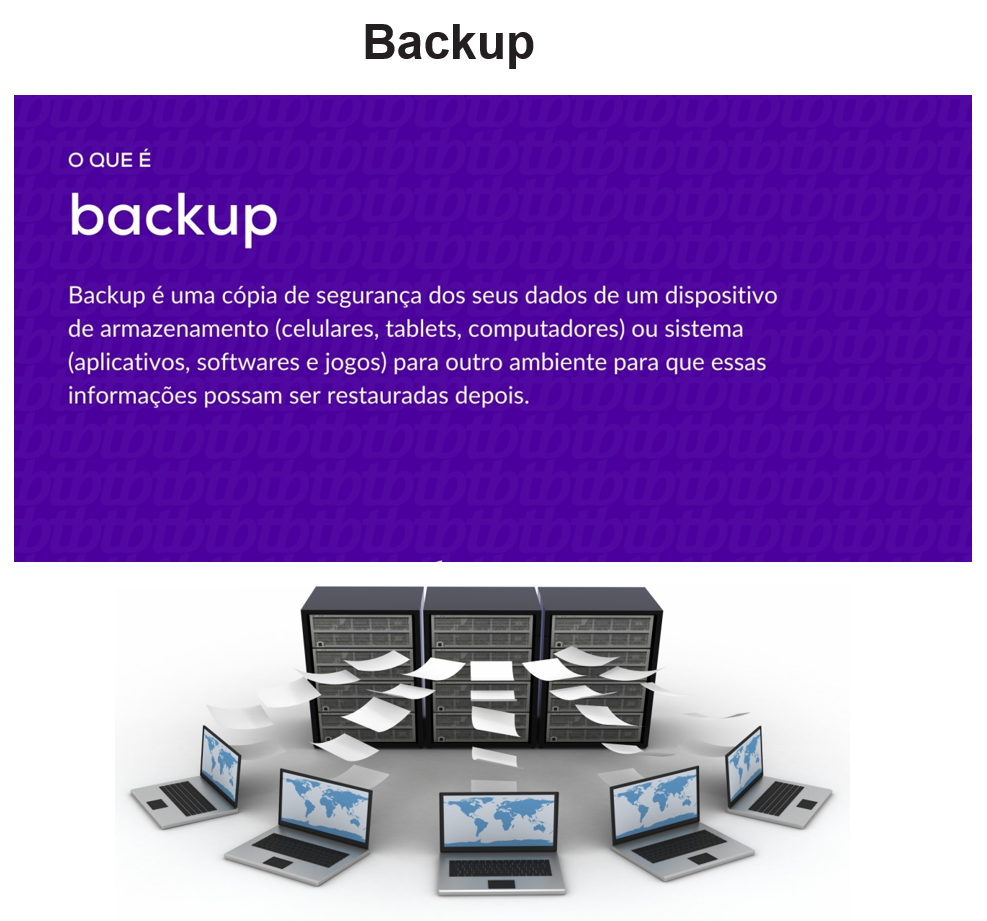 Backup
O QUE É
backup
Backup é uma cópia de segurança dos seus dados de um dispositivo
de armazenamento (celulares, tablets, computadores) ou sistema
(aplicativos, softwares e jogos) para outro ambiente para que essas
informações possam ser restauradas depois.